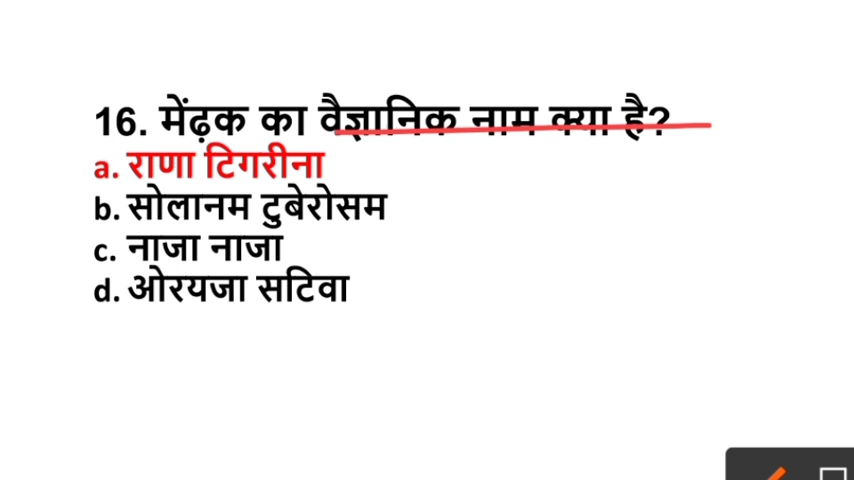 16. मेंढ़क का वैज्ञानिक नाम क्या है?
a. राणा टिगरीना
b. सोलानम टुबेरोसम
c. नाजा नाजा
d. ओरयजा सटिवा